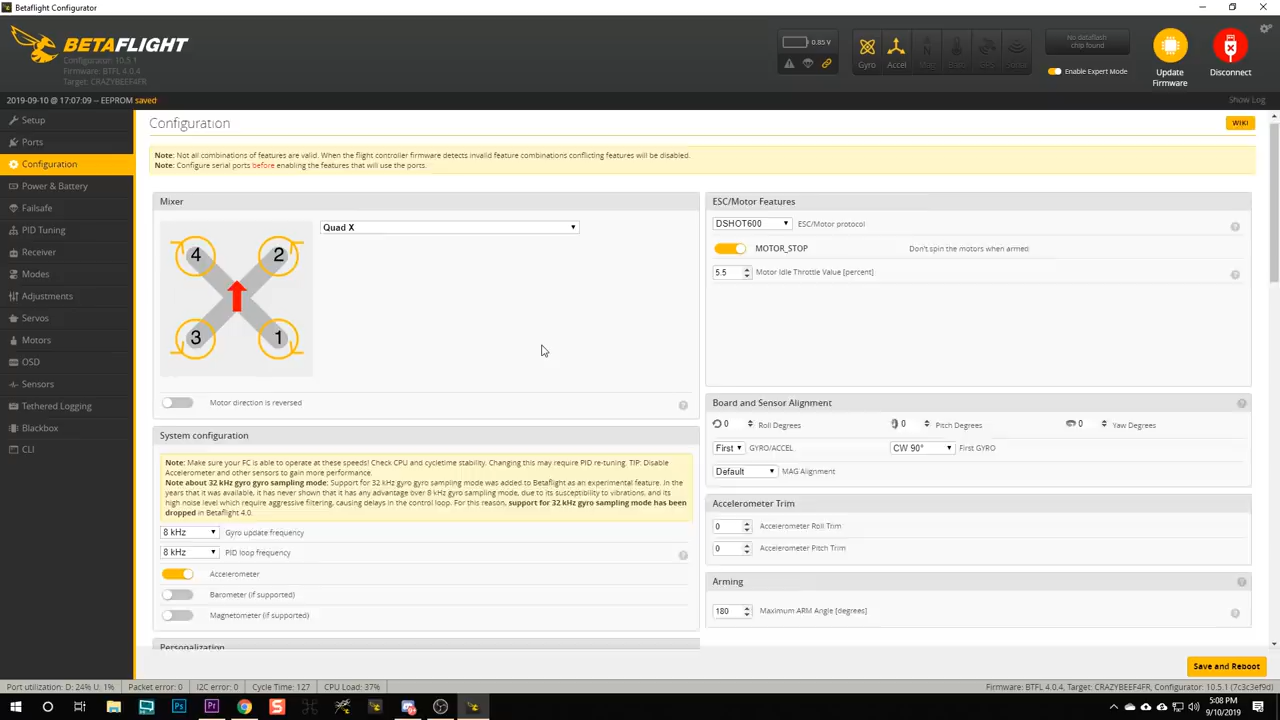 Betaflight Configurator
BETAFLIGHT
Configurator: 10.5.1
Firmware: BTFL 4.0.4
Target: CRAZYBEEF4FR
0.85 V
Gyro
Accel
No dataflash
chip found
Enable Expert Mode
Update
Firmware
Disconnect
2019-09-10 @ 17:07:09 -- EEPROM saved
Show Log
Setup
Ports
Configuration
Power & Battery
Failsafe
PID Tuning
Receiver
Modes
Adjustments
Servos
Motors
OSD
Sensors
Tethered Logging
Blackbox
CLI
Configuration
WIKI
Note: Not all combinations of features are valid. When the flight controller firmware detects invalid feature combinations conflicting features will be disabled.
Note: Configure serial ports before enabling the features that will use the ports.
Mixer
Quad X
4
2
3
1
Motor direction is reversed
?
System configuration
Note: Make sure your FC is able to operate at these speeds! Check CPU and cycletime stability. Changing this may require PID re-tuning. TIP: Disable
Accelerometer and other sensors to gain more performance.
Note about 32 kHz gyro sampling mode: Support for 32 kHz gyro sampling mode was added to Betaflight as an experimental feature. In the
years that it was available, it has never shown that it has any advantage over 8 kHz gyro sampling mode, due to its susceptibility to vibrations, and its
high noise level which require aggressive filtering, causing delays in the control loop. For this reason, support for 32 kHz gyro sampling mode has been
dropped in Betaflight 4.0.
8 kHz Gyro update frequency
8 kHz PID loop frequency
?
Accelerometer
Barometer (if supported)
Magnetometer (if supported)
Personalization
ESC/Motor Features
DSHOT600 ESC/Motor protocol
?
MOTOR_STOP Don't spin the motors when armed
5.5 Motor Idle Throttle Value [percent]
?
Board and Sensor Alignment
?
0 Roll Degrees
0 Pitch Degrees
0 Yaw Degrees
First GYRO/ACCEL
CW 90° First GYRO
Default MAG Alignment
Accelerometer Trim
0 Accelerometer Roll Trim
0 Accelerometer Pitch Trim
Arming
?
180 Maximum ARM Angle [degrees]
?
Save and Reboot
Port utilization: D: 24% U: 1%
Packet error: 0
I2C error: 0
Cycle Time: 127
CPU Load: 37%
Firmware: BTFL 4.0.4, Target: CRAZYBEEF4FR, Configurator: 10.5.1 (7c3c3ef9d)
Ps
Pr
S
5:08 PM
9/10/2019